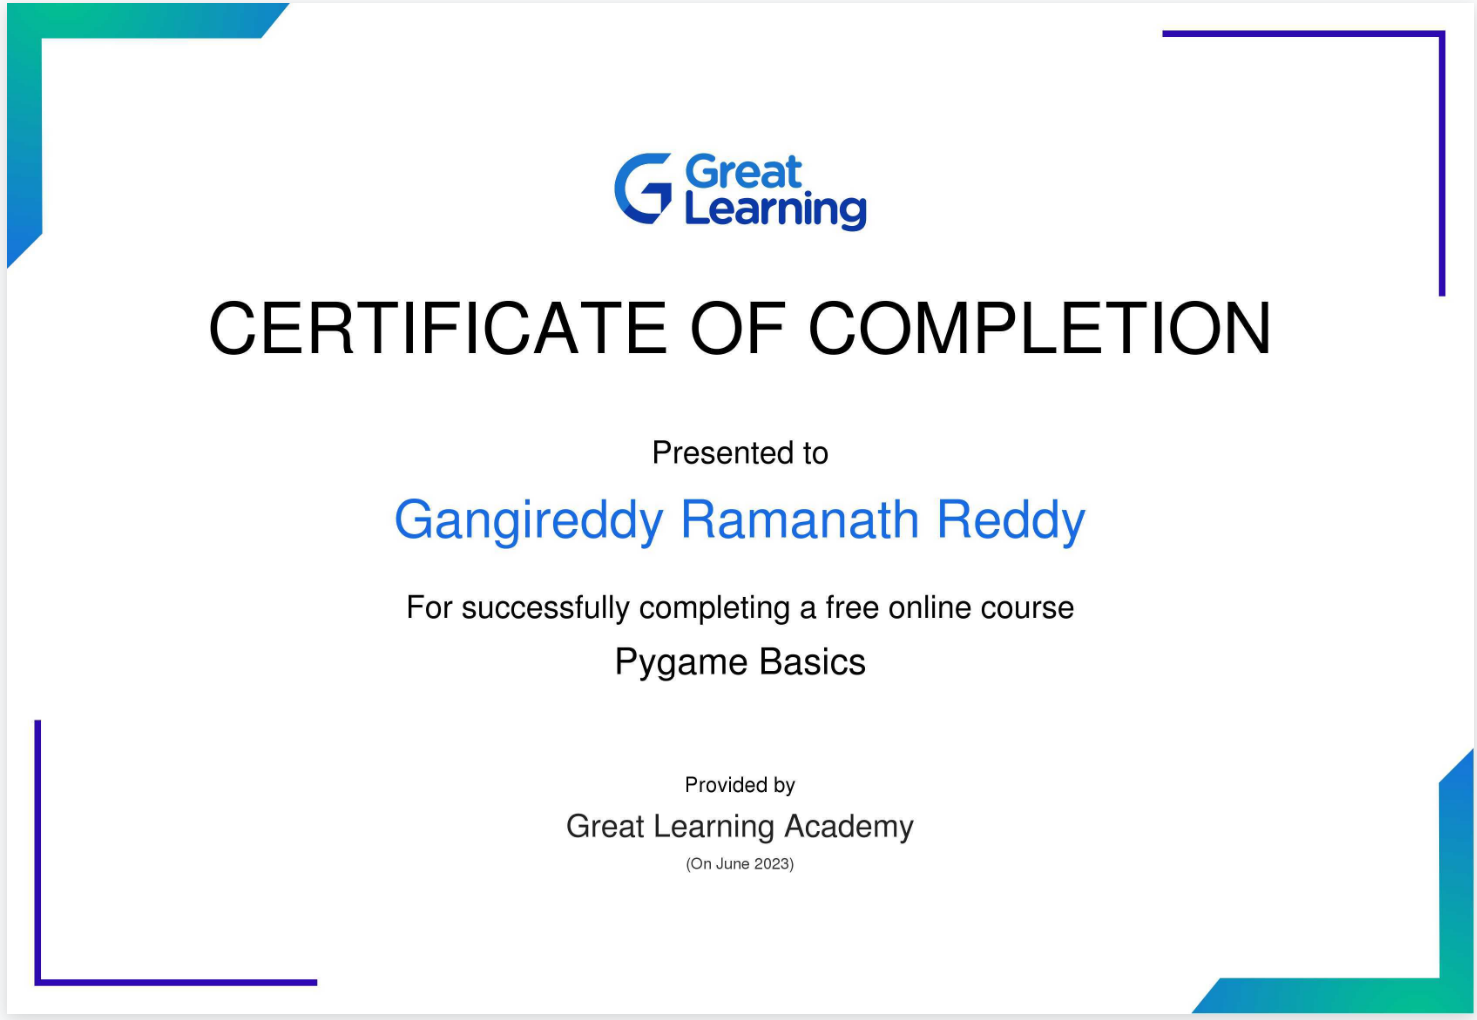 Great
Learning
CERTIFICATE OF COMPLETION
Presented to
Gangireddy Ramanath Reddy
For successfully completing a free online course
Pygame Basics
Provided by
Great Learning Academy
(On June 2023)